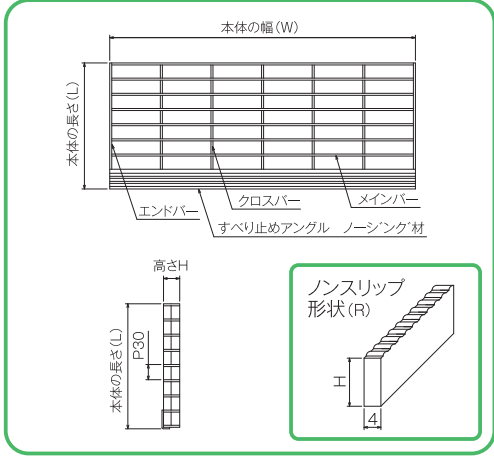 本体の幅(W)
本体の長さ(L)
エンドバー
クロスバー
メインバー
すべり止めアングル ノージング材
高さH
本体の長さ(L)
P30
ノンスリップ
形状(R)
H
4